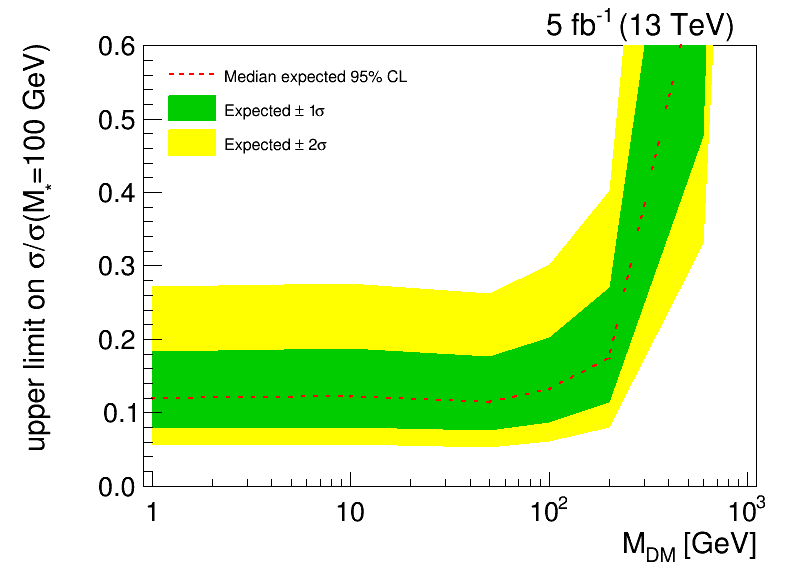 5 fb⁻¹ (13 TeV)
upper limit on σ/σ(M*=100 GeV)
0.6
0.5
0.4
0.3
0.2
0.1
0.0
Median expected 95% CL
Expected ± 1σ
Expected ± 2σ
1 10 10² 10³
M_DM [GeV]